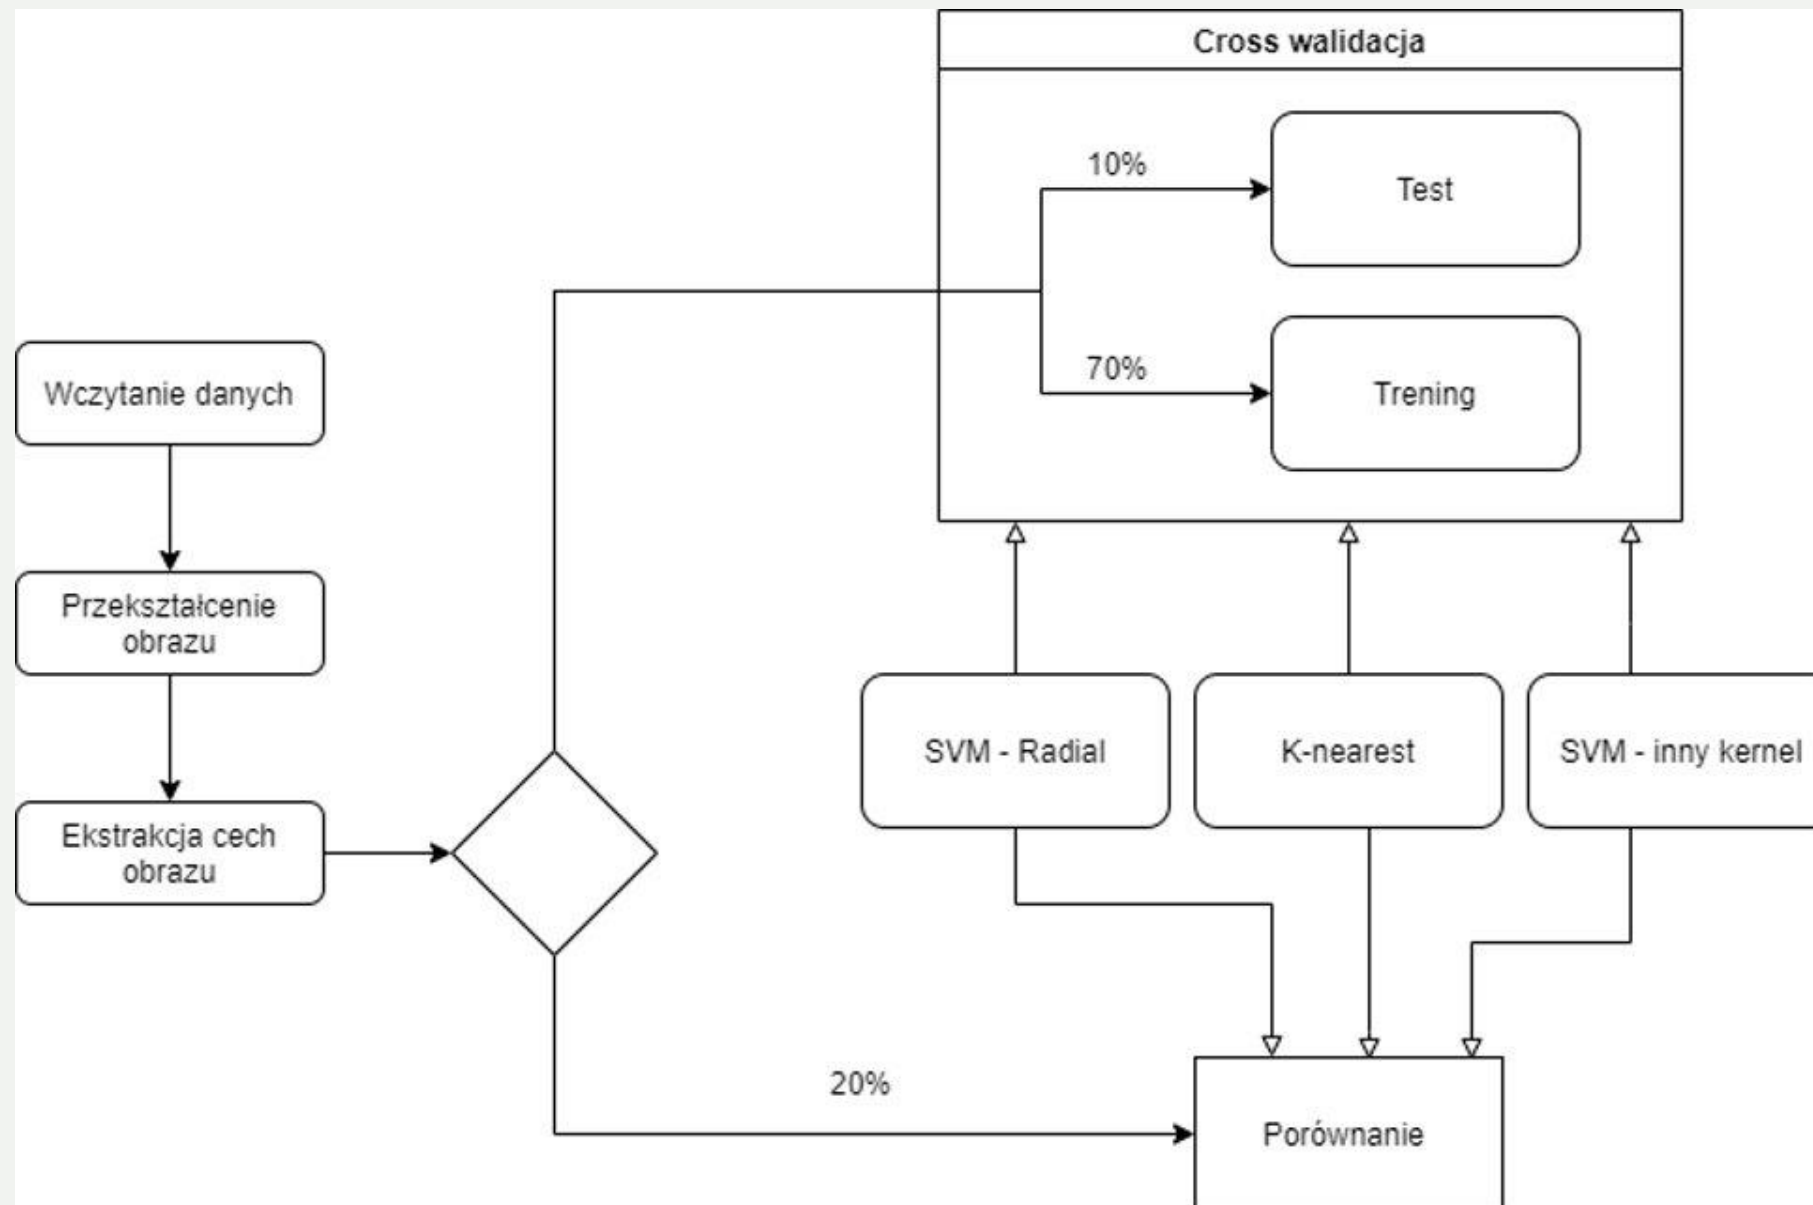 Cross walidacja
10%
Test
70%
Trening
Wczytanie danych
Przekształcenie
obrazu
Ekstrakcja cech
obrazu
SVM - Radial
K-nearest
SVM - inny kernel
20%
Porównanie